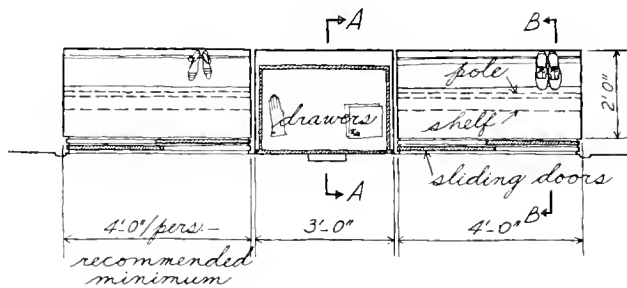 A
B
pole
2'0"
drawers
shelf
A
sliding doors
4'-0"/pers.
3'-0"
4'-0"
B
recommended
minimum